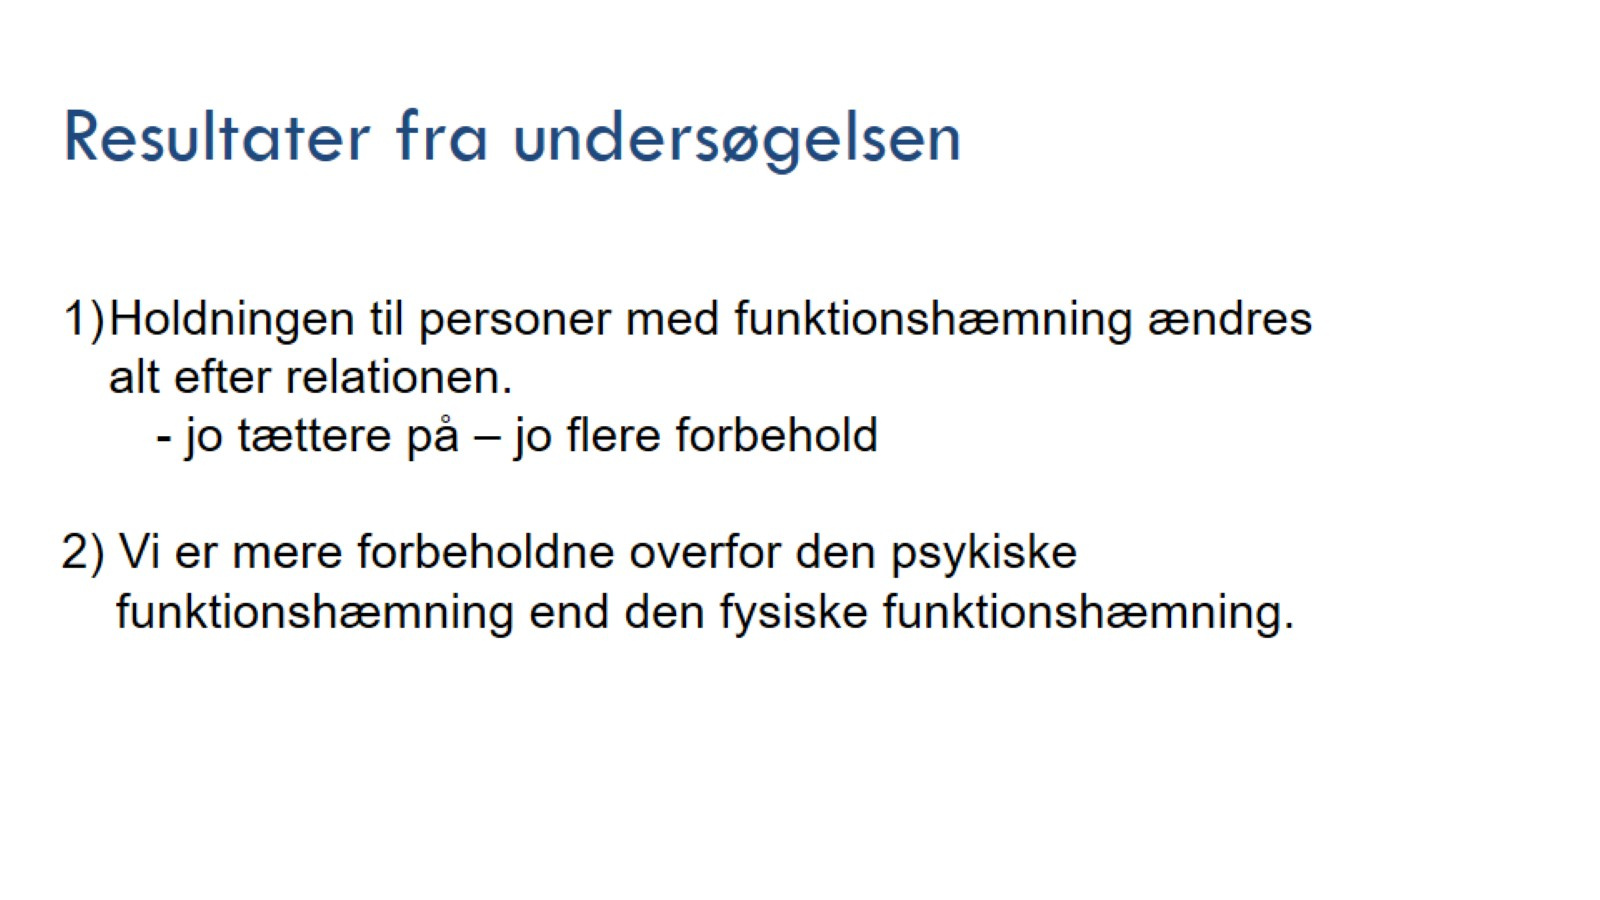 Resultater fra undersøgelsen
1)Holdningen til personer med funktionshæmning ændres
alt efter relationen.
- jo tættere på – jo flere forbehold
2) Vi er mere forbeholdne overfor den psykiske
funktionshæmning end den fysiske funktionshæmning.